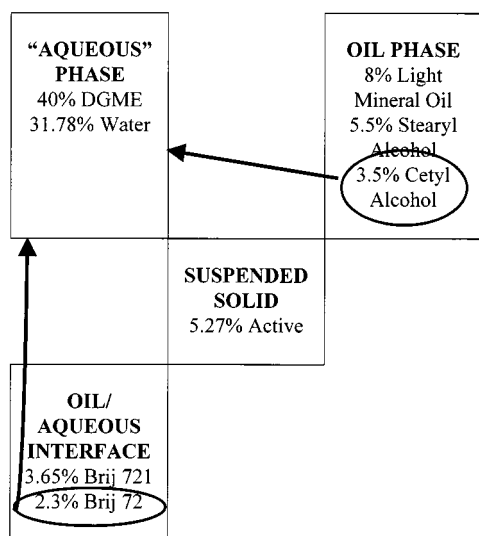 “AQUEOUS”
PHASE
40% DGME
31.78% Water
OIL PHASE
8% Light
Mineral Oil
5.5% Stearyl
Alcohol
3.5% Cetyl
Alcohol
SUSPENDED
SOLID
5.27% Active
OIL/
AQUEOUS
INTERFACE
3.65% Brij 721
2.3% Brij 72